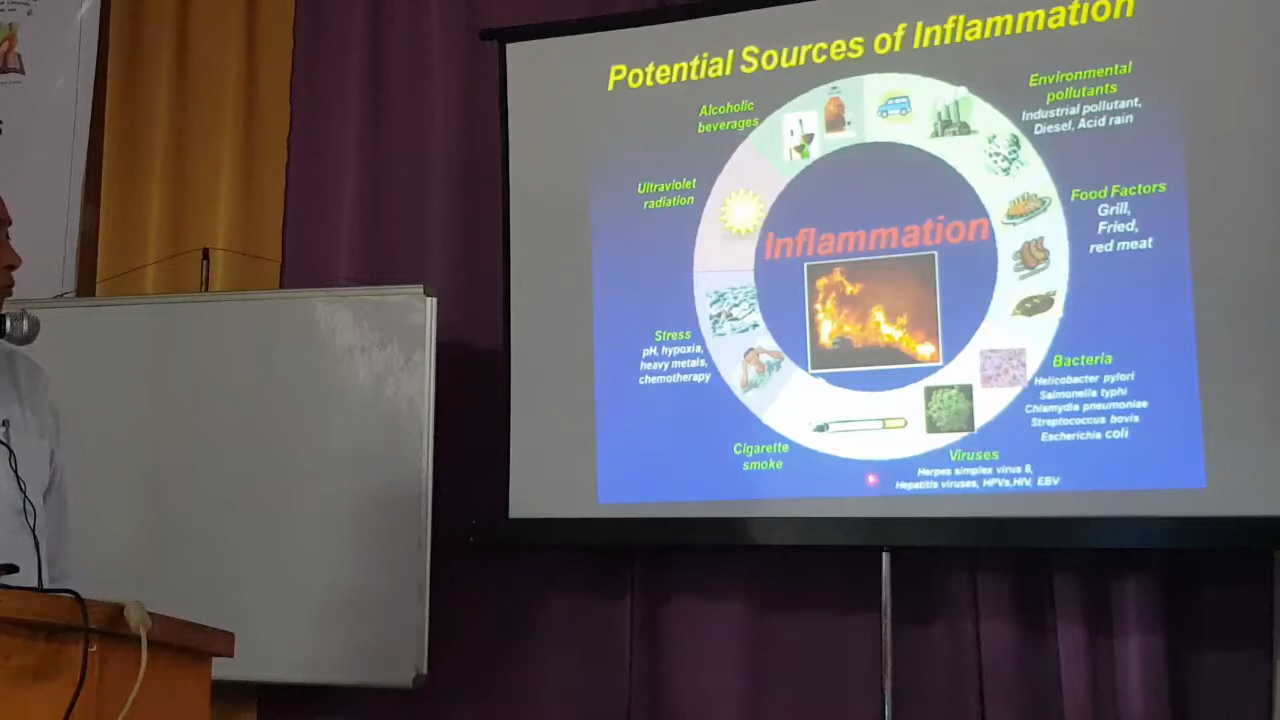 Potential Sources of Inflammation
Alcoholic
beverages
Environmental
pollutants
Industrial pollutant,
Diesel, Acid rain
Ultraviolet
radiation
Food Factors
Grill,
Fried,
red meat
Inflammation
Stress
pH, hypoxia,
heavy metals,
chemotherapy
Bacteria
Helicobacter pylori
Salmonella typhi
Chlamydia pneumoniae
Streptococcus bovis
Escherichia coli
Cigarette
smoke
Viruses
Herpes simplex virus 8,
Hepatitis viruses, HPVs,HIV, EBV